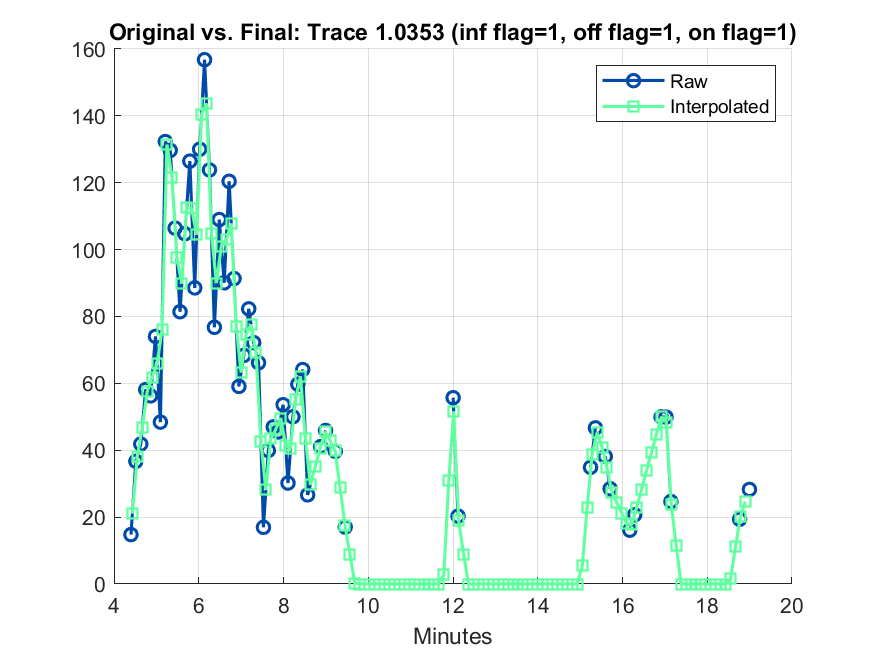 Original vs. Final: Trace 1.0353 (inf flag=1, off flag=1, on flag=1)
160
140
120
100
80
60
40
20
0
Raw
Interpolated
4 6 8 10 12 14 16 18 20
Minutes